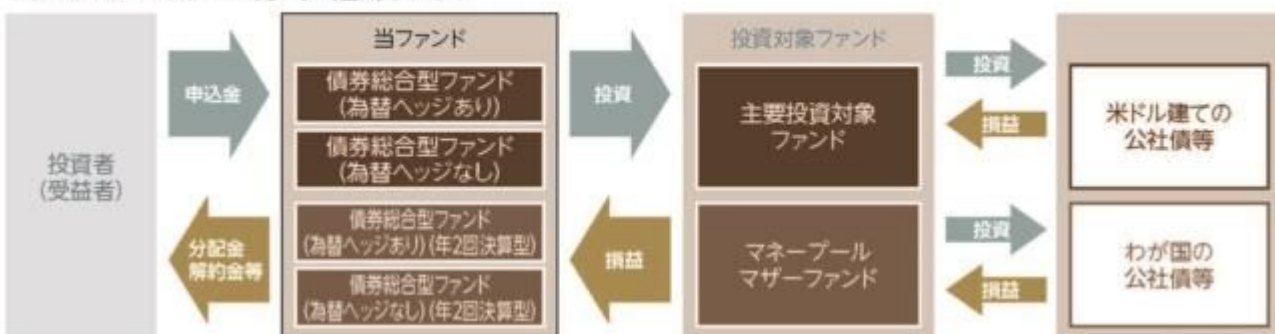 投資者
(受益者)
申込金
分配金
解約金等
当ファンド
債券総合型ファンド
(為替ヘッジあり)
債券総合型ファンド
(為替ヘッジなし)
債券総合型ファンド
(為替ヘッジあり)(年2回決算型)
債券総合型ファンド
(為替ヘッジなし)(年2回決算型)
投資
損益
投資対象ファンド
主要投資対象
ファンド
マネープール
マザーファンド
投資
損益
投資
損益
米ドル建ての
公社債等
わが国の
公社債等